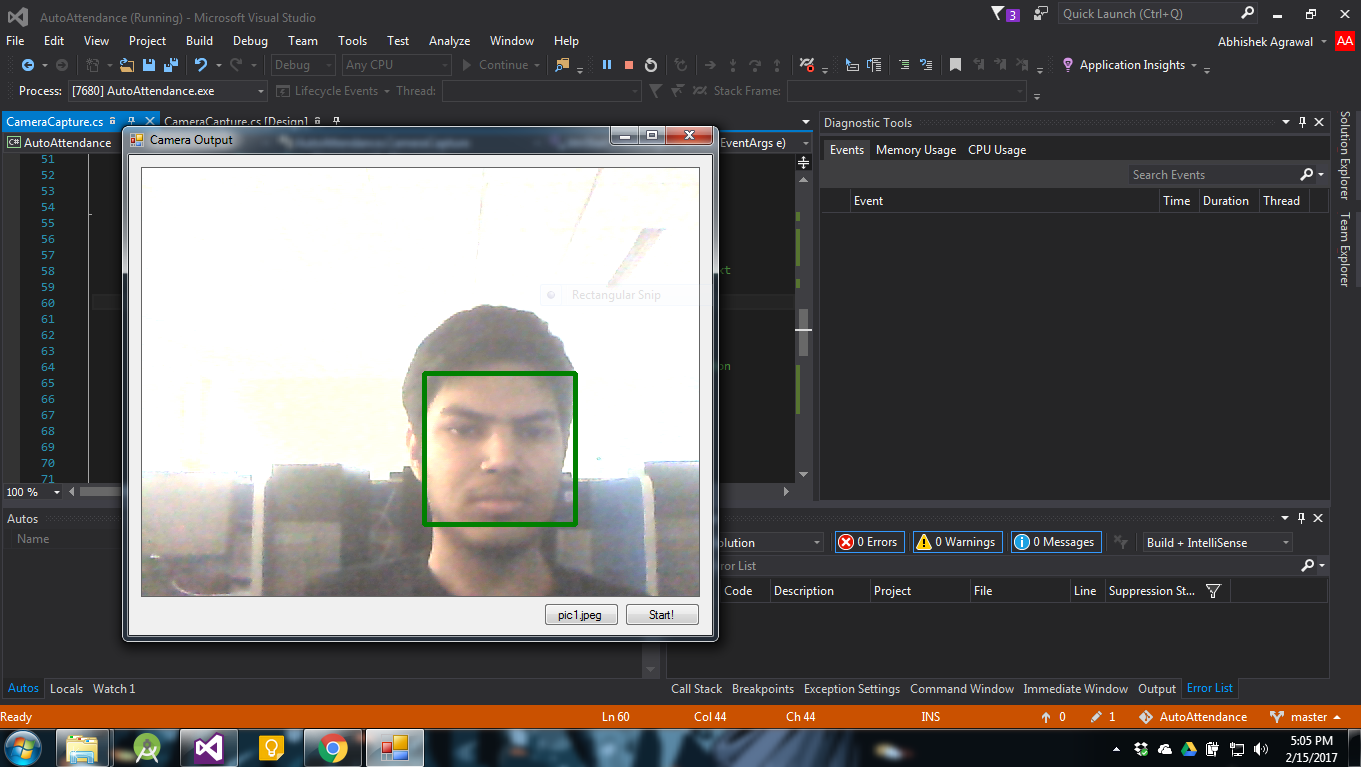 AutoAttendance (Running) - Microsoft Visual Studio
3
Quick Launch (Ctrl+Q)
File Edit View Project Build Debug Team Tools Test Analyze Window Help
Abhishek Agrawal AA
Debug Any CPU Continue Application Insights
Process: [7680] AutoAttendance.exe Lifecycle Events Thread: Stack Frame:
CameraCapture.cs CameraCapture.cs [Design]
C# AutoAttendance EventArgs e)
Camera Output
51
52
53
54
55
56
57
58
59
60
61
62
63
64
65
66
67
68
69
70
71
Rectangular Snip
pic1.jpeg Start!
100 %
Diagnostic Tools
Events Memory Usage CPU Usage
Search Events
Event Time Duration Thread
Solution Explorer
Team Explorer
Autos
Name
0 Errors 0 Warnings 0 Messages Build + IntelliSense
Code Description Project File Line Suppression St...
Autos Locals Watch 1
Call Stack Breakpoints Exception Settings Command Window Immediate Window Output Error List
Ready Ln 60 Col 44 Ch 44 INS 0 1 AutoAttendance master
5:05 PM
2/15/2017